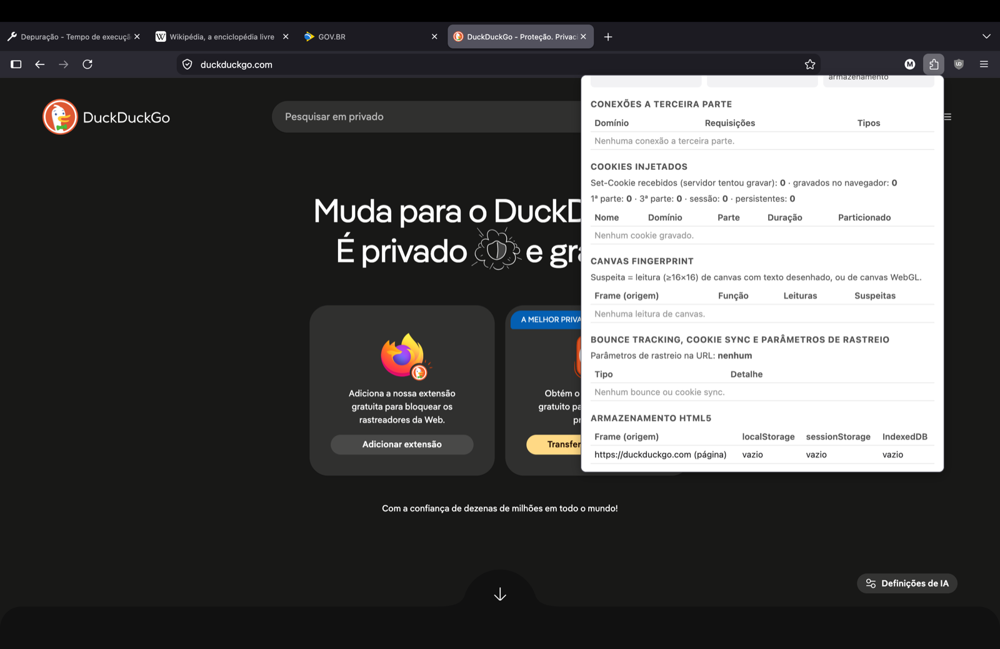 Depuração - Tempo de execuçã
Wikipédia, a enciclopédia livre
GOV.BR
DuckDuckGo - Proteção. Privac
duckduckgo.com
M
armazenamento
DuckDuckGo
Pesquisar em privado
CONEXÕES A TERCEIRA PARTE
Domínio Requisições Tipos
Nenhuma conexão a terceira parte.
COOKIES INJETADOS
Set-Cookie recebidos (servidor tentou gravar): 0 · gravados no navegador: 0
1ª parte: 0 · 3ª parte: 0 · sessão: 0 · persistentes: 0
Nome Domínio Parte Duração Particionado
Nenhum cookie gravado.
CANVAS FINGERPRINT
Suspeita = leitura (≥16×16) de canvas com texto desenhado, ou de canvas WebGL.
Frame (origem) Função Leituras Suspeitas
Nenhuma leitura de canvas.
BOUNCE TRACKING, COOKIE SYNC E PARÂMETROS DE RASTREIO
Parâmetros de rastreio na URL: nenhum
Tipo Detalhe
Nenhum bounce ou cookie sync.
ARMAZENAMENTO HTML5
Frame (origem) localStorage sessionStorage IndexedDB
https://duckduckgo.com (página) vazio vazio vazio
Muda para o DuckD
É privado e gra
Adiciona a nossa extensão
gratuita para bloquear os
rastreadores da Web.
Adicionar extensão
A MELHOR PRIVA
Obtém o
gratuito pa
pr
Transfer
Com a confiança de dezenas de milhões em todo o mundo!
Definições de IA